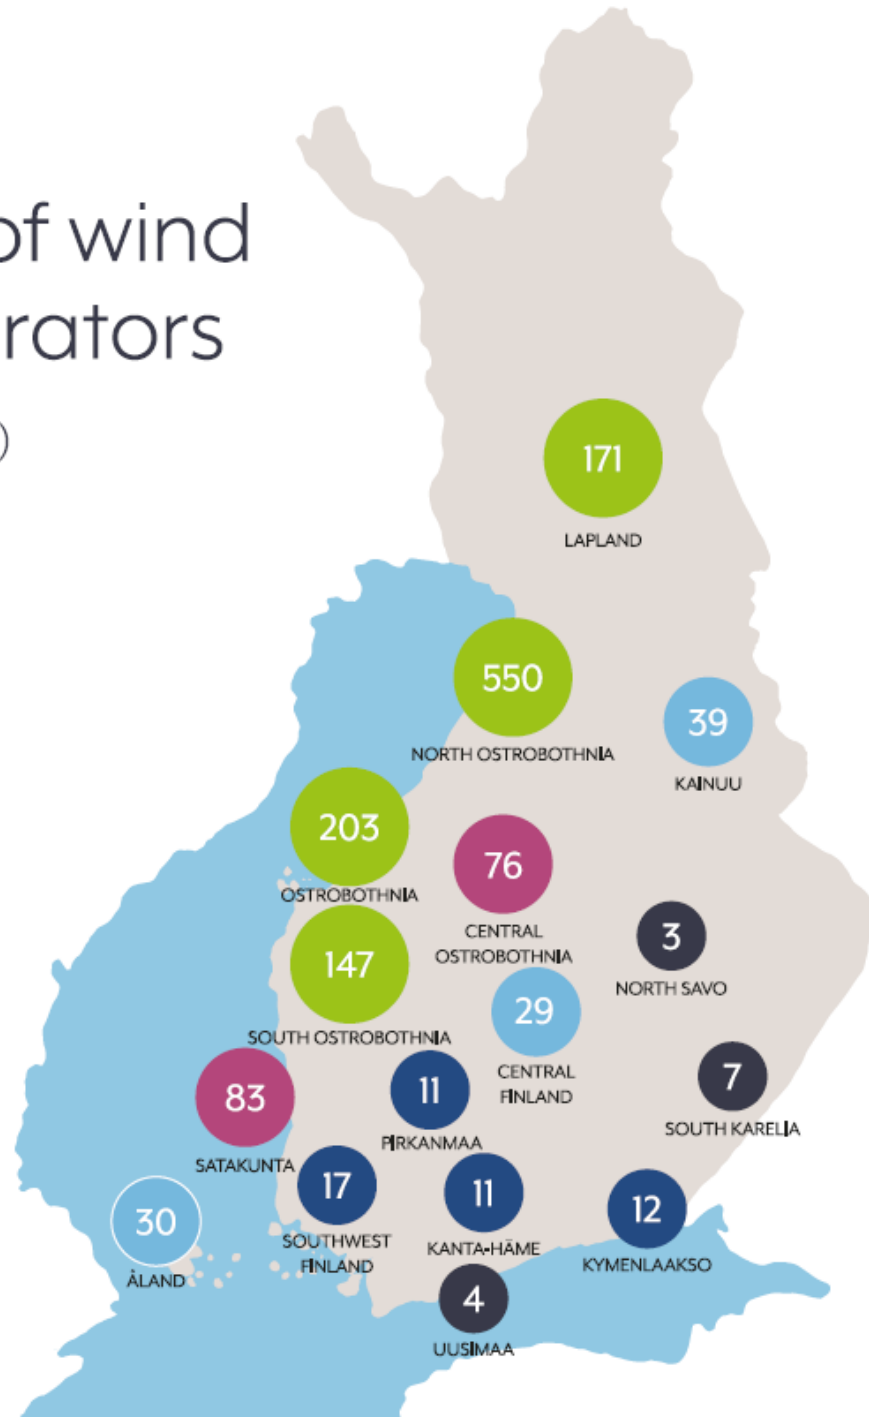 of wind
rators
)
171
LAPLAND
550
NORTH OSTROBOTHNIA
39
KAINUU
203
OSTROBOTHNIA
76
CENTRAL
OSTROBOTHNIA
3
NORTH SAVO
147
SOUTH OSTROBOTHNIA
29
CENTRAL
FINLAND
7
SOUTH KARELIA
83
SATAKUNTA
11
PIRKANMAA
17
SOUTHWEST
FINLAND
11
KANTA-HÄME
12
KYMENLAAKSO
30
ÅLAND
4
UUSIMAA